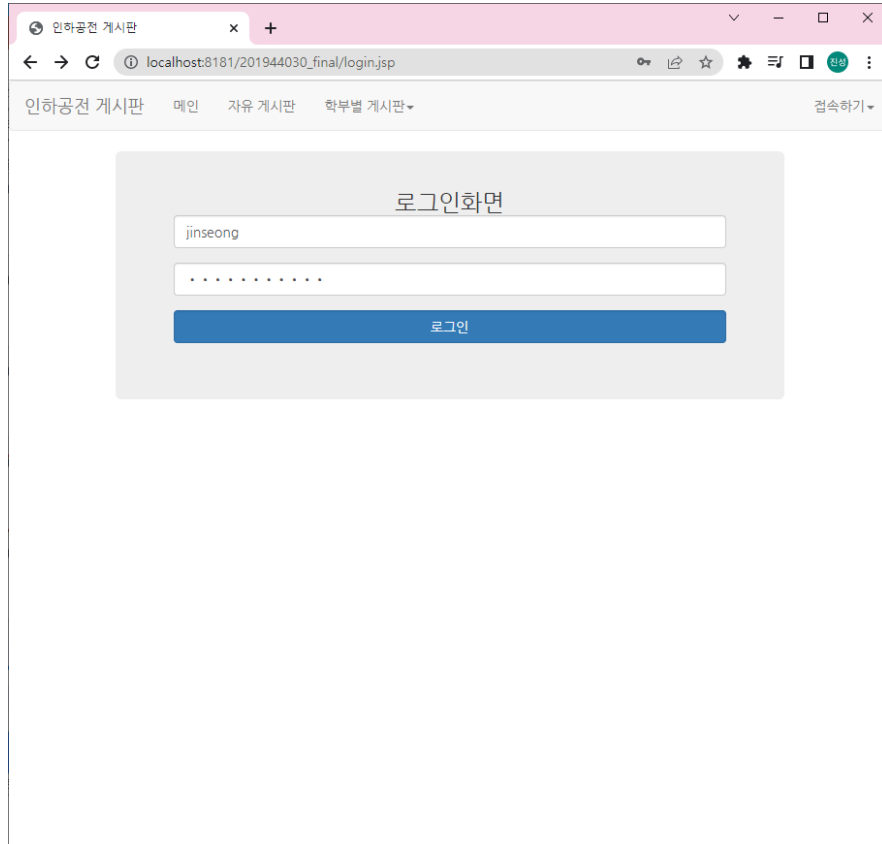 인하공전 게시판
localhost:8181/201944030_final/login.jsp
진성
인하공전 게시판 메인 자유 게시판 학부별 게시판 접속하기
로그인화면
jinseong
• • • • • • • • • • •
로그인